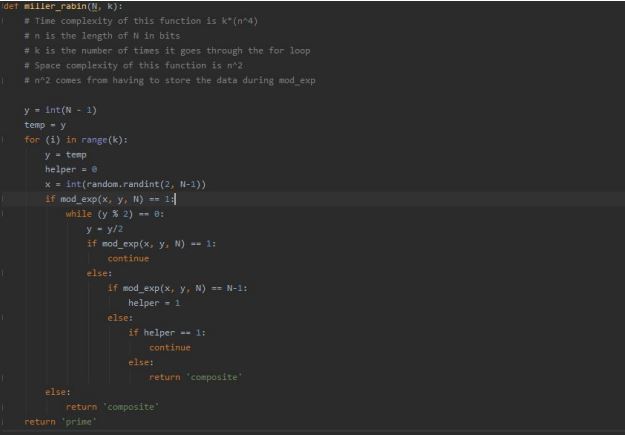 def miller_rabin(N, k):
    # Time complexity of this function is k*(n^4)
    # n is the length of N in bits
    # k is the number of times it goes through the for loop
    # Space complexity of this function is n^2
    # n^2 comes from having to store the data during mod_exp
    y = int(N - 1)
    temp = y
    for (i) in range(k):
        y = temp
        helper = 0
        x = int(random.randint(2, N-1))
        if mod_exp(x, y, N) == 1:
            while (y % 2) == 0:
                y = y/2
                if mod_exp(x, y, N) == 1:
                    continue
                else:
                    if mod_exp(x, y, N) == N-1:
                        helper = 1
                    else:
                        if helper == 1:
                            continue
                        else:
                            return 'composite'
        else:
            return 'composite'
    return 'prime'